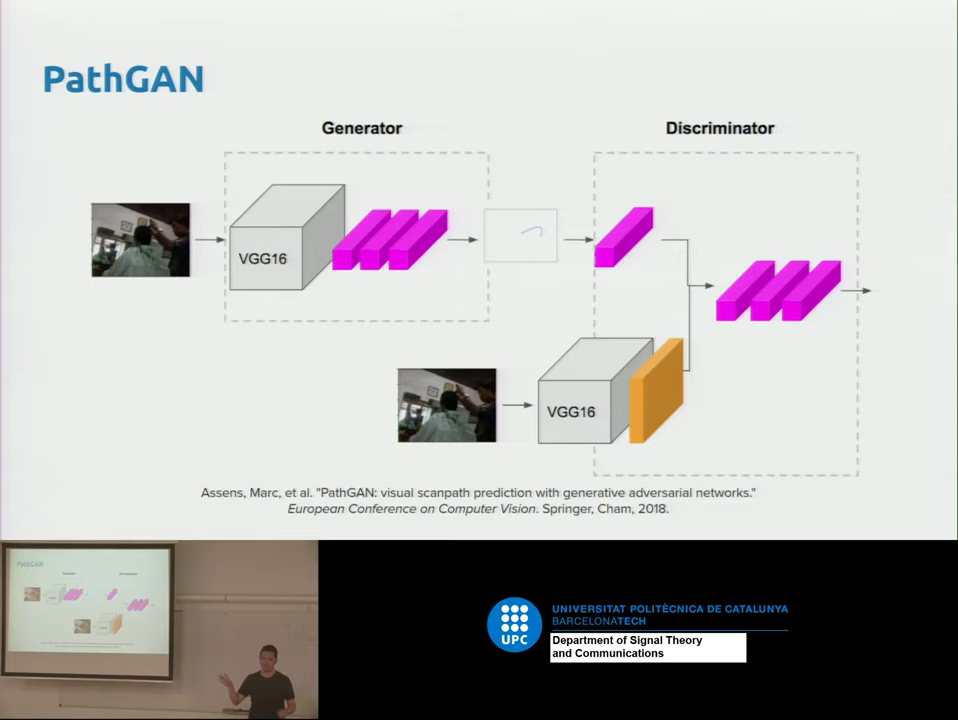 PathGAN
Generator
Discriminator
VGG16
VGG16
Assens, Marc, et al. "PathGAN: visual scanpath prediction with generative adversarial networks."
European Conference on Computer Vision. Springer, Cham, 2018.
PathGAN
UPC
UNIVERSITAT POLITÈCNICA DE CATALUNYA
BARCELONATECH
Department of Signal Theory
and Communications